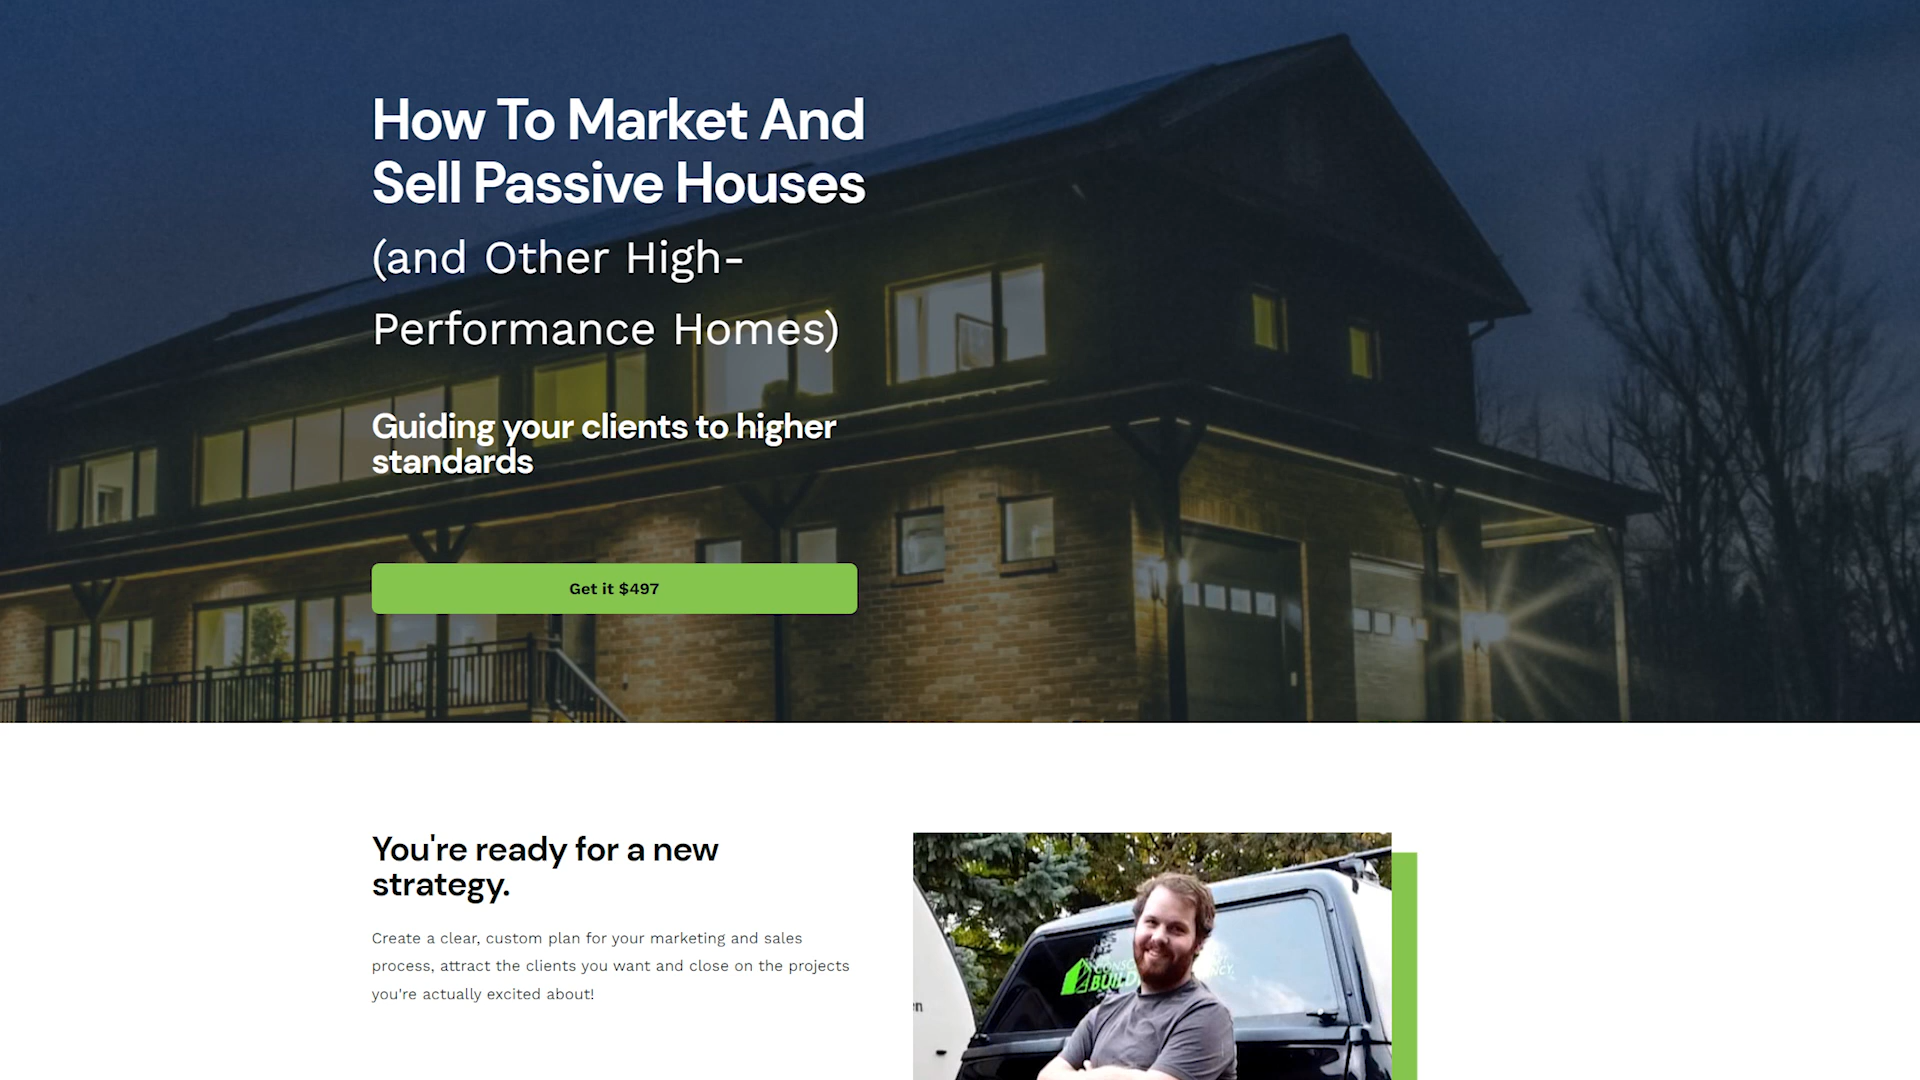 How To Market And
Sell Passive Houses
(and Other High-
Performance Homes)
Guiding your clients to higher
standards
Get it $497
You're ready for a new
strategy.
Create a clear, custom plan for your marketing and sales
process, attract the clients you want and close on the projects
you're actually excited about!